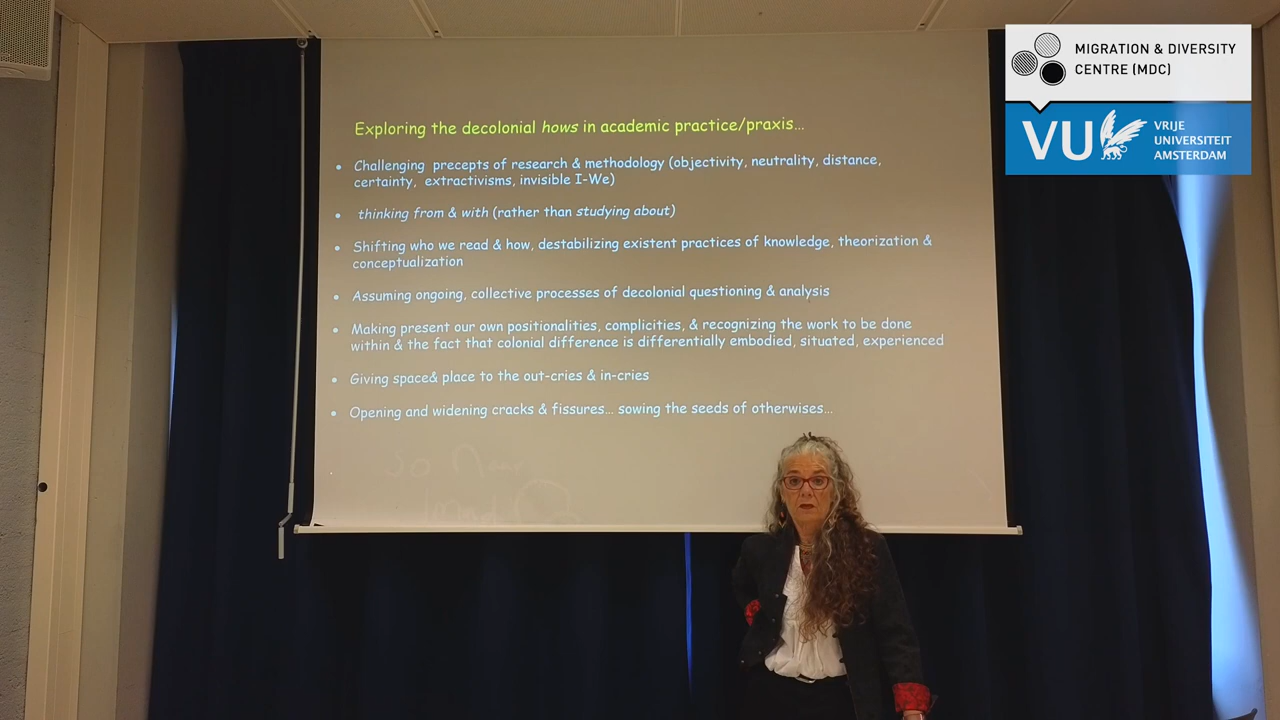 Exploring the decolonial hows in academic practice/praxis...
• Challenging precepts of research & methodology (objectivity, neutrality, distance,
certainty, extractivisms, invisible I-We)
• thinking from & with (rather than studying about)
• Shifting who we read & how, destabilizing existent practices of knowledge, theorization &
conceptualization
• Assuming ongoing, collective processes of decolonial questioning & analysis
• Making present our own positionalities, complicities, & recognizing the work to be done
within & the fact that colonial difference is differentially embodied, situated, experienced
• Giving space& place to the out-cries & in-cries
• Opening and widening cracks & fissures... sowing the seeds of otherwises...
so
MIGRATION & DIVERSITY
CENTRE (MDC)
VU
VRIJE
UNIVERSITEIT
AMSTERDAM